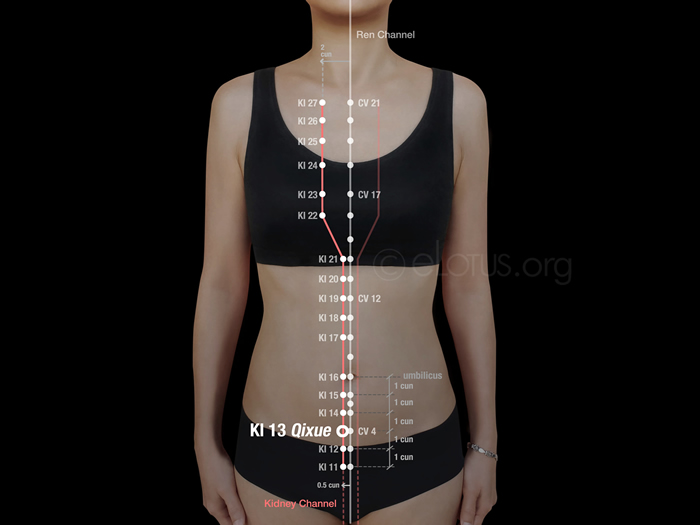 Ren Channel
2
cun
KI 27
CV 21
KI 26
KI 25
KI 24
KI 23
CV 17
KI 22
KI 21
© eLotus.org
KI 20
KI 19
CV 12
KI 18
KI 17
KI 16
umbilicus
1 cun
KI 15
1 cun
KI 14
1 cun
KI 13 Qixue
CV 4
1 cun
KI 12
1 cun
KI 11
0.5 cun
Kidney Channel